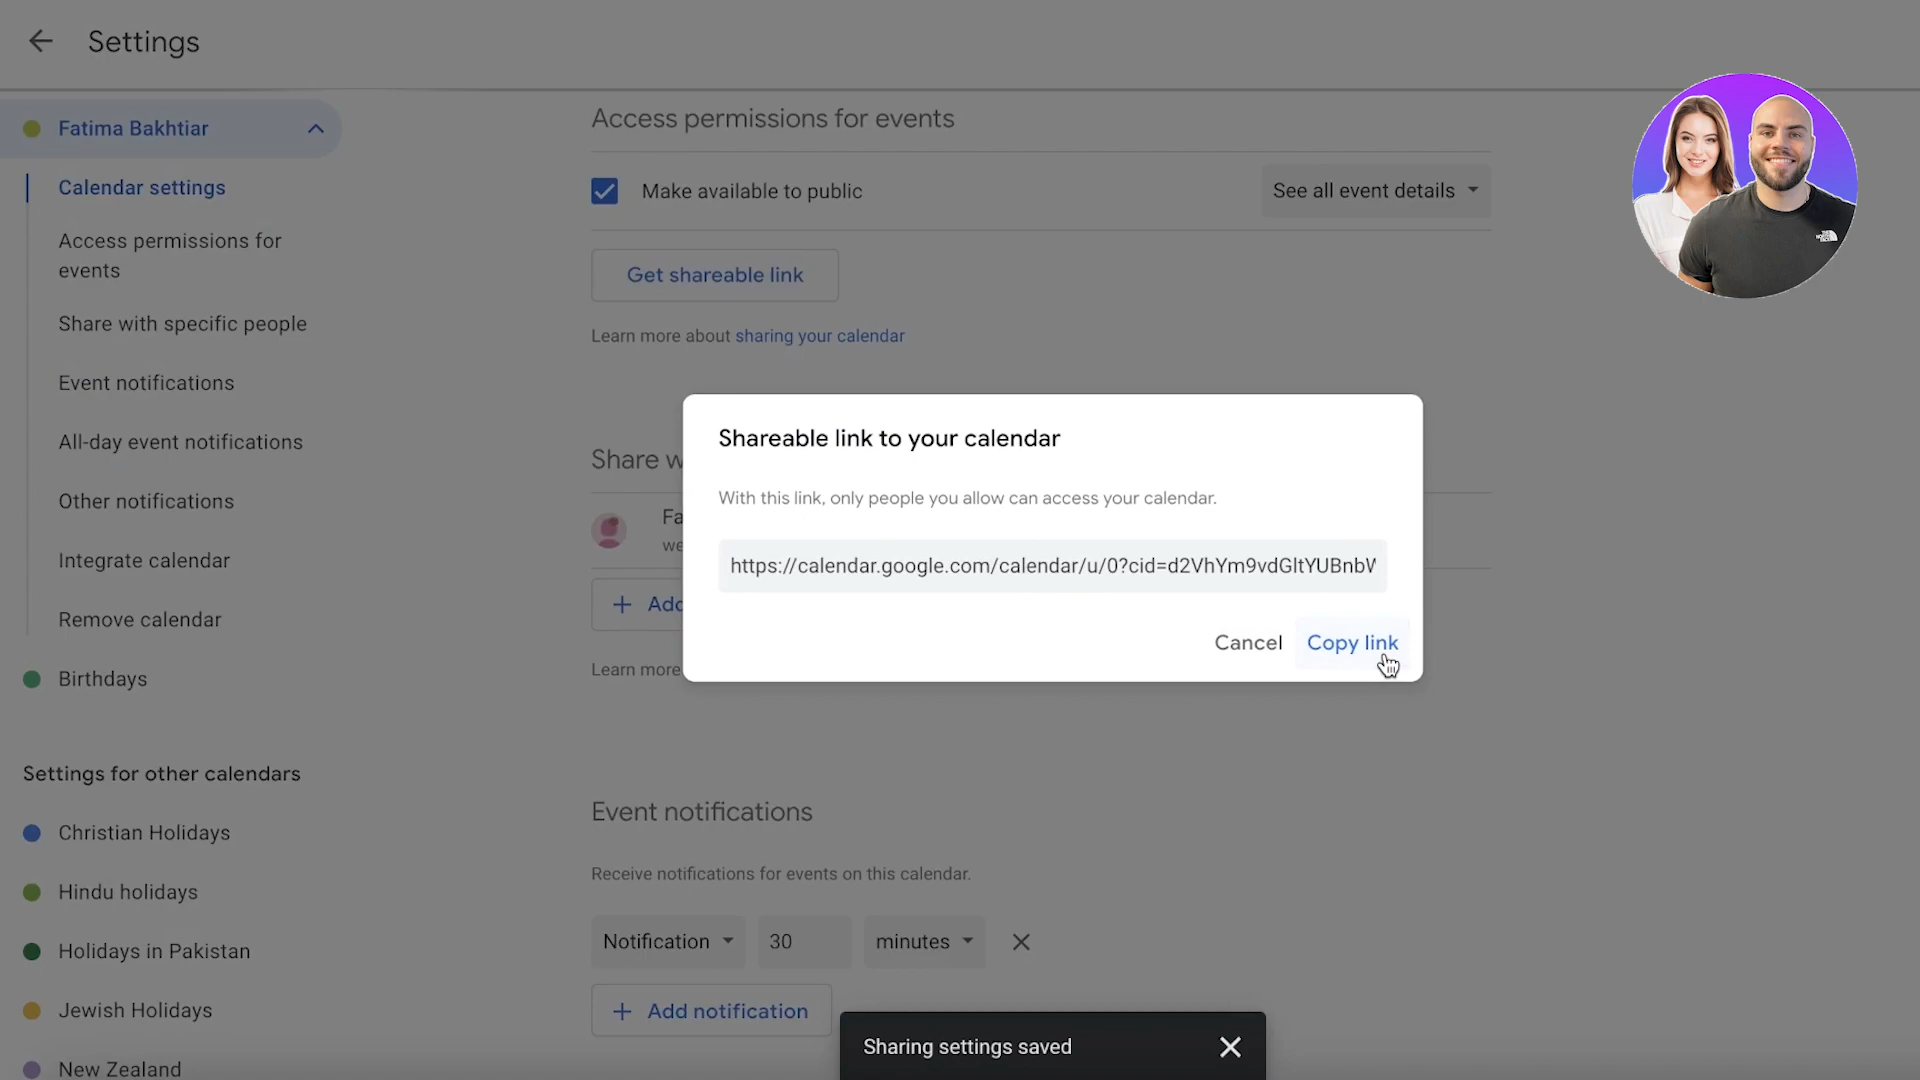 Settings
Fatima Bakhtiar
Calendar settings
Access permissions for
events
Share with specific people
Event notifications
All-day event notifications
Other notifications
Integrate calendar
Remove calendar
Birthdays
Settings for other calendars
Christian Holidays
Hindu holidays
Holidays in Pakistan
Jewish Holidays
New Zealand
Access permissions for events
Make available to public
See all event details
Get shareable link
Learn more about sharing your calendar
Share w
Fa
we
+ Add
Learn more
Shareable link to your calendar
With this link, only people you allow can access your calendar.
https://calendar.google.com/calendar/u/0?cid=d2VhYm9vdGltYUBnbW
Cancel
Copy link
Event notifications
Receive notifications for events on this calendar.
Notification
30
minutes
+ Add notification
Sharing settings saved